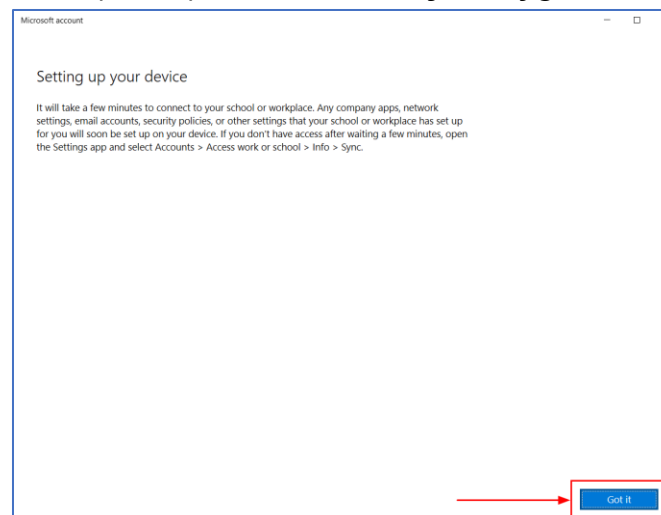 Microsoft account
Setting up your device
It will take a few minutes to connect to your school or workplace. Any company apps, network
settings, email accounts, security policies, or other settings that your school or workplace has set up
for you will soon be set up on your device. If you don't have access after waiting a few minutes, open
the Settings app and select Accounts > Access work or school > Info > Sync.
Got it